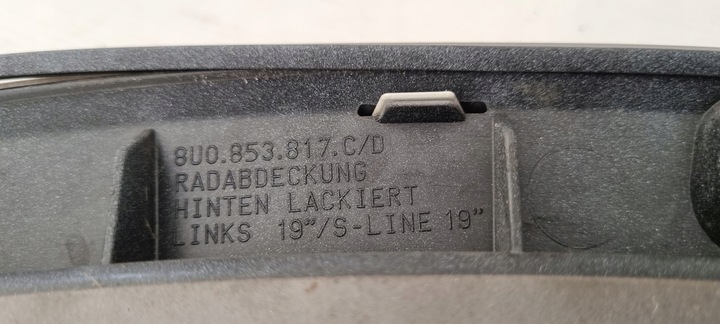 8U0.853.817.C/D
RADABDECKUNG
HINTEN LACKIERT
LINKS 19"/S-LINE 19"